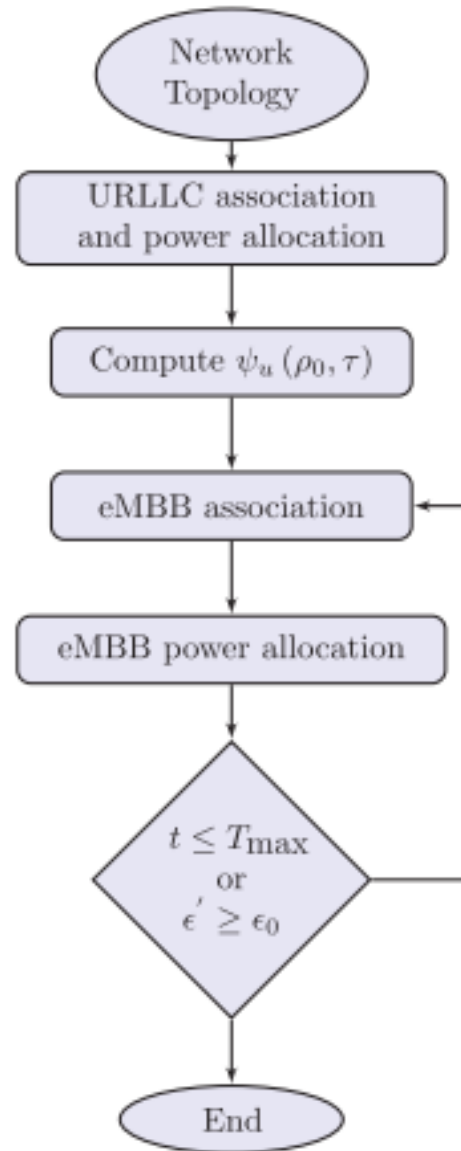 Network
Topology
URLLC association
and power allocation
Compute ψᵤ (ρ₀, τ)
eMBB association
eMBB power allocation
t ≤ Tmax
or
ϵ′ ≥ ϵ₀
End